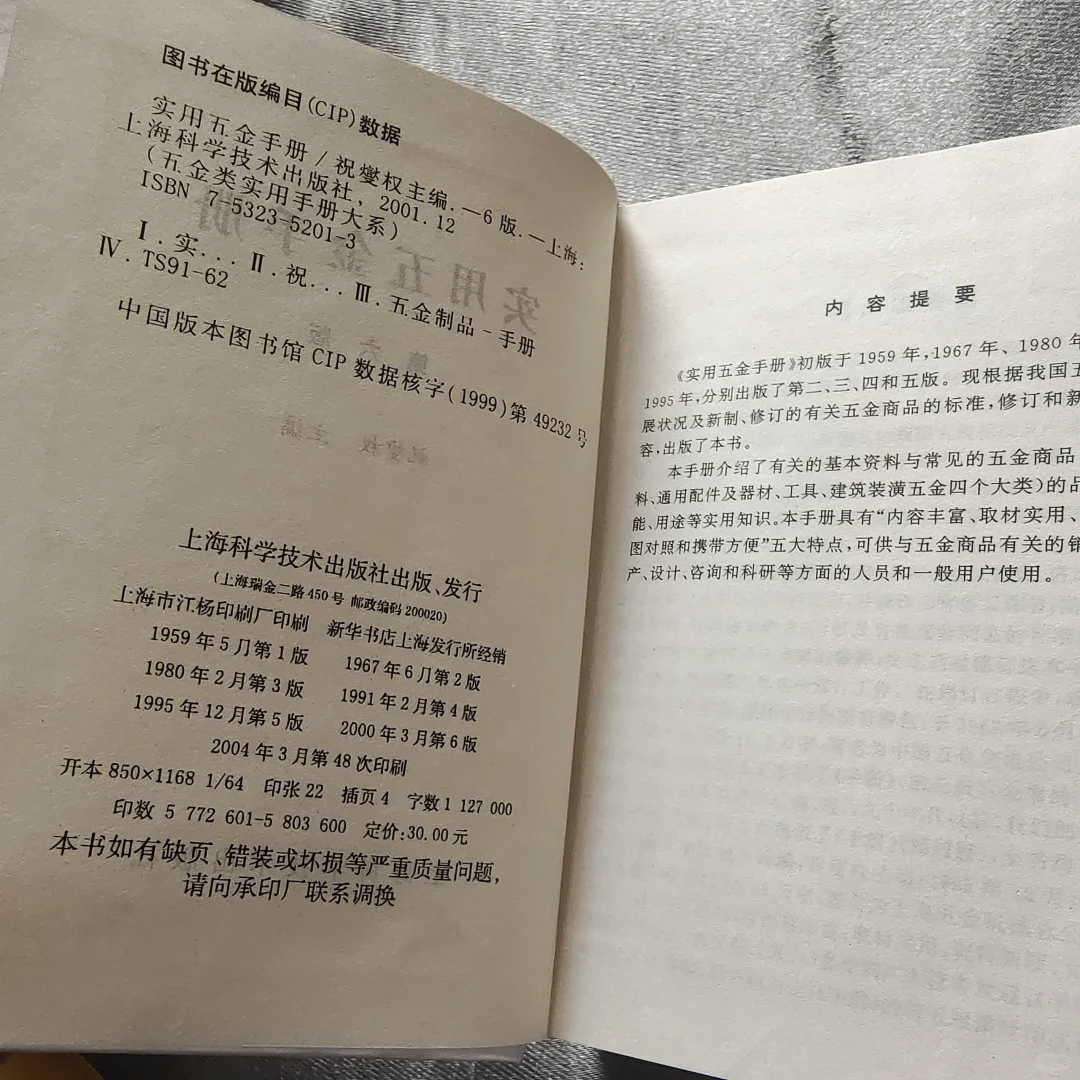 图书在版编目(CIP)数据
实用五金手册/祝燮权主编.—6版.—上海:
上海科学技术出版社,2001.12
(五金类实用手册大系)
ISBN 7-5323-5201-3
Ⅰ.实... Ⅱ.祝... Ⅲ.五金制品-手册
Ⅳ.TS91-62
中国版本图书馆CIP数据核字(1999)第49232号
上海科学技术出版社出版、发行
(上海瑞金二路450号 邮政编码200020)
上海市江杨印刷厂印刷 新华书店上海发行所经销
1959年5月第1版 1967年6月第2版
1980年2月第3版 1991年2月第4版
1995年12月第5版 2000年3月第6版
2004年3月第48次印刷
开本850×1168 1/64 印张22 插页4 字数1 127 000
印数 5 772 601-5 803 600 定价:30.00元
本书如有缺页、错装或坏损等严重质量问题,
请向承印厂联系调换
内容提要
《实用五金手册》初版于1959年,1967年、1980年
1995年,分别出版了第二、三、四和五版。现根据我国五
展状况及新制、修订的有关五金商品的标准,修订和新
容,出版了本书。
本手册介绍了有关的基本资料与常见的五金商品
料、通用配件及器材、工具、建筑装潢五金四个大类)的品
能、用途等实用知识。本手册具有“内容丰富、取材实用、
图对照和携带方便”五大特点,可供与五金商品有关的销
产、设计、咨询和科研等方面的人员和一般用户使用。